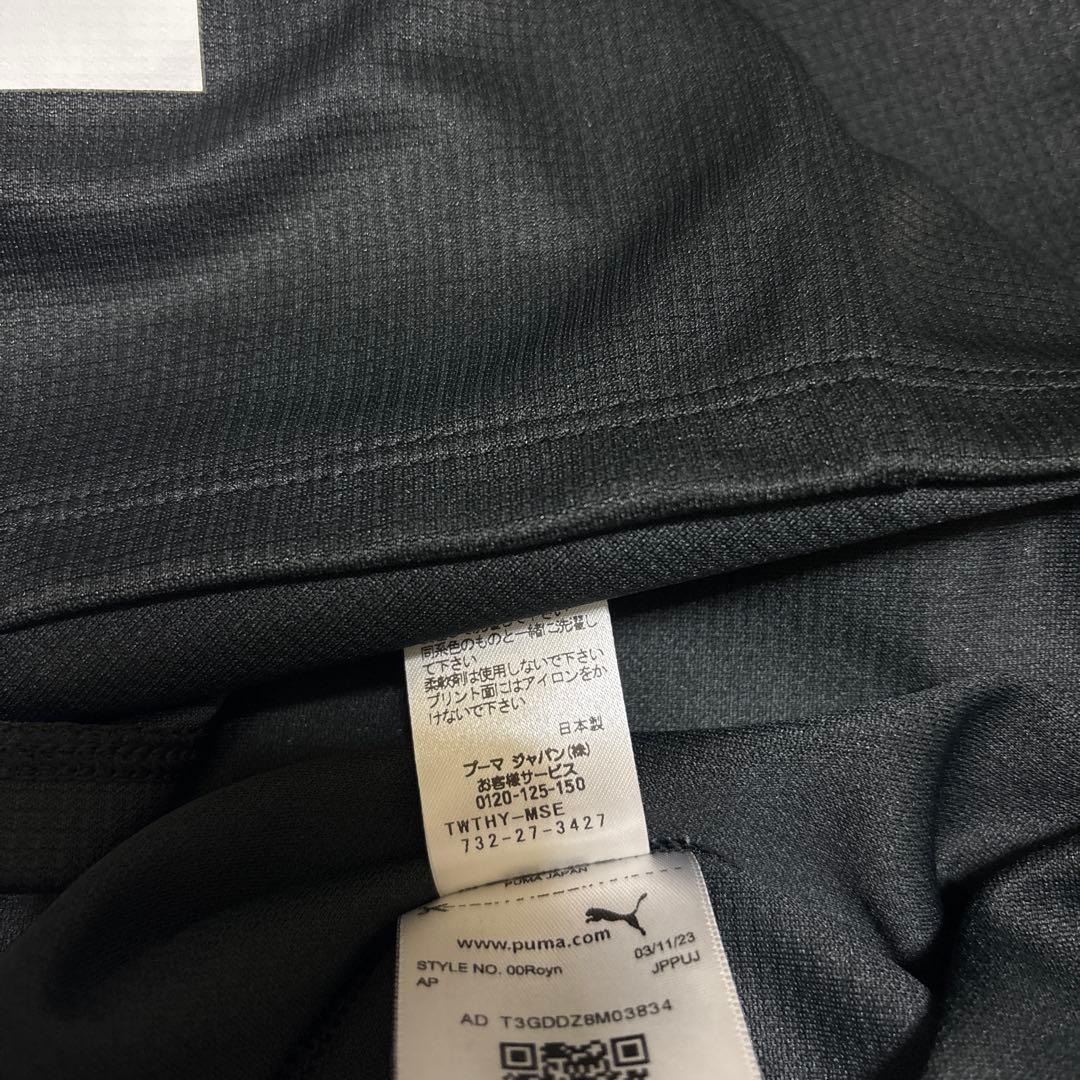 同系色のものと一緒に洗濯し
て下さい
柔軟剤は使用しないで下さい
プリント面にはアイロンをか
けないで下さい
日本製
プーマ ジャパン(株)
お客様サービス
0120-125-150
TWTHY-MSE
732-27-3427
PUMA JAPAN
www.puma.com
03/11/23
STYLE NO. 00Royn
JPPUJ
AP
AD T3GDDZ8M03834